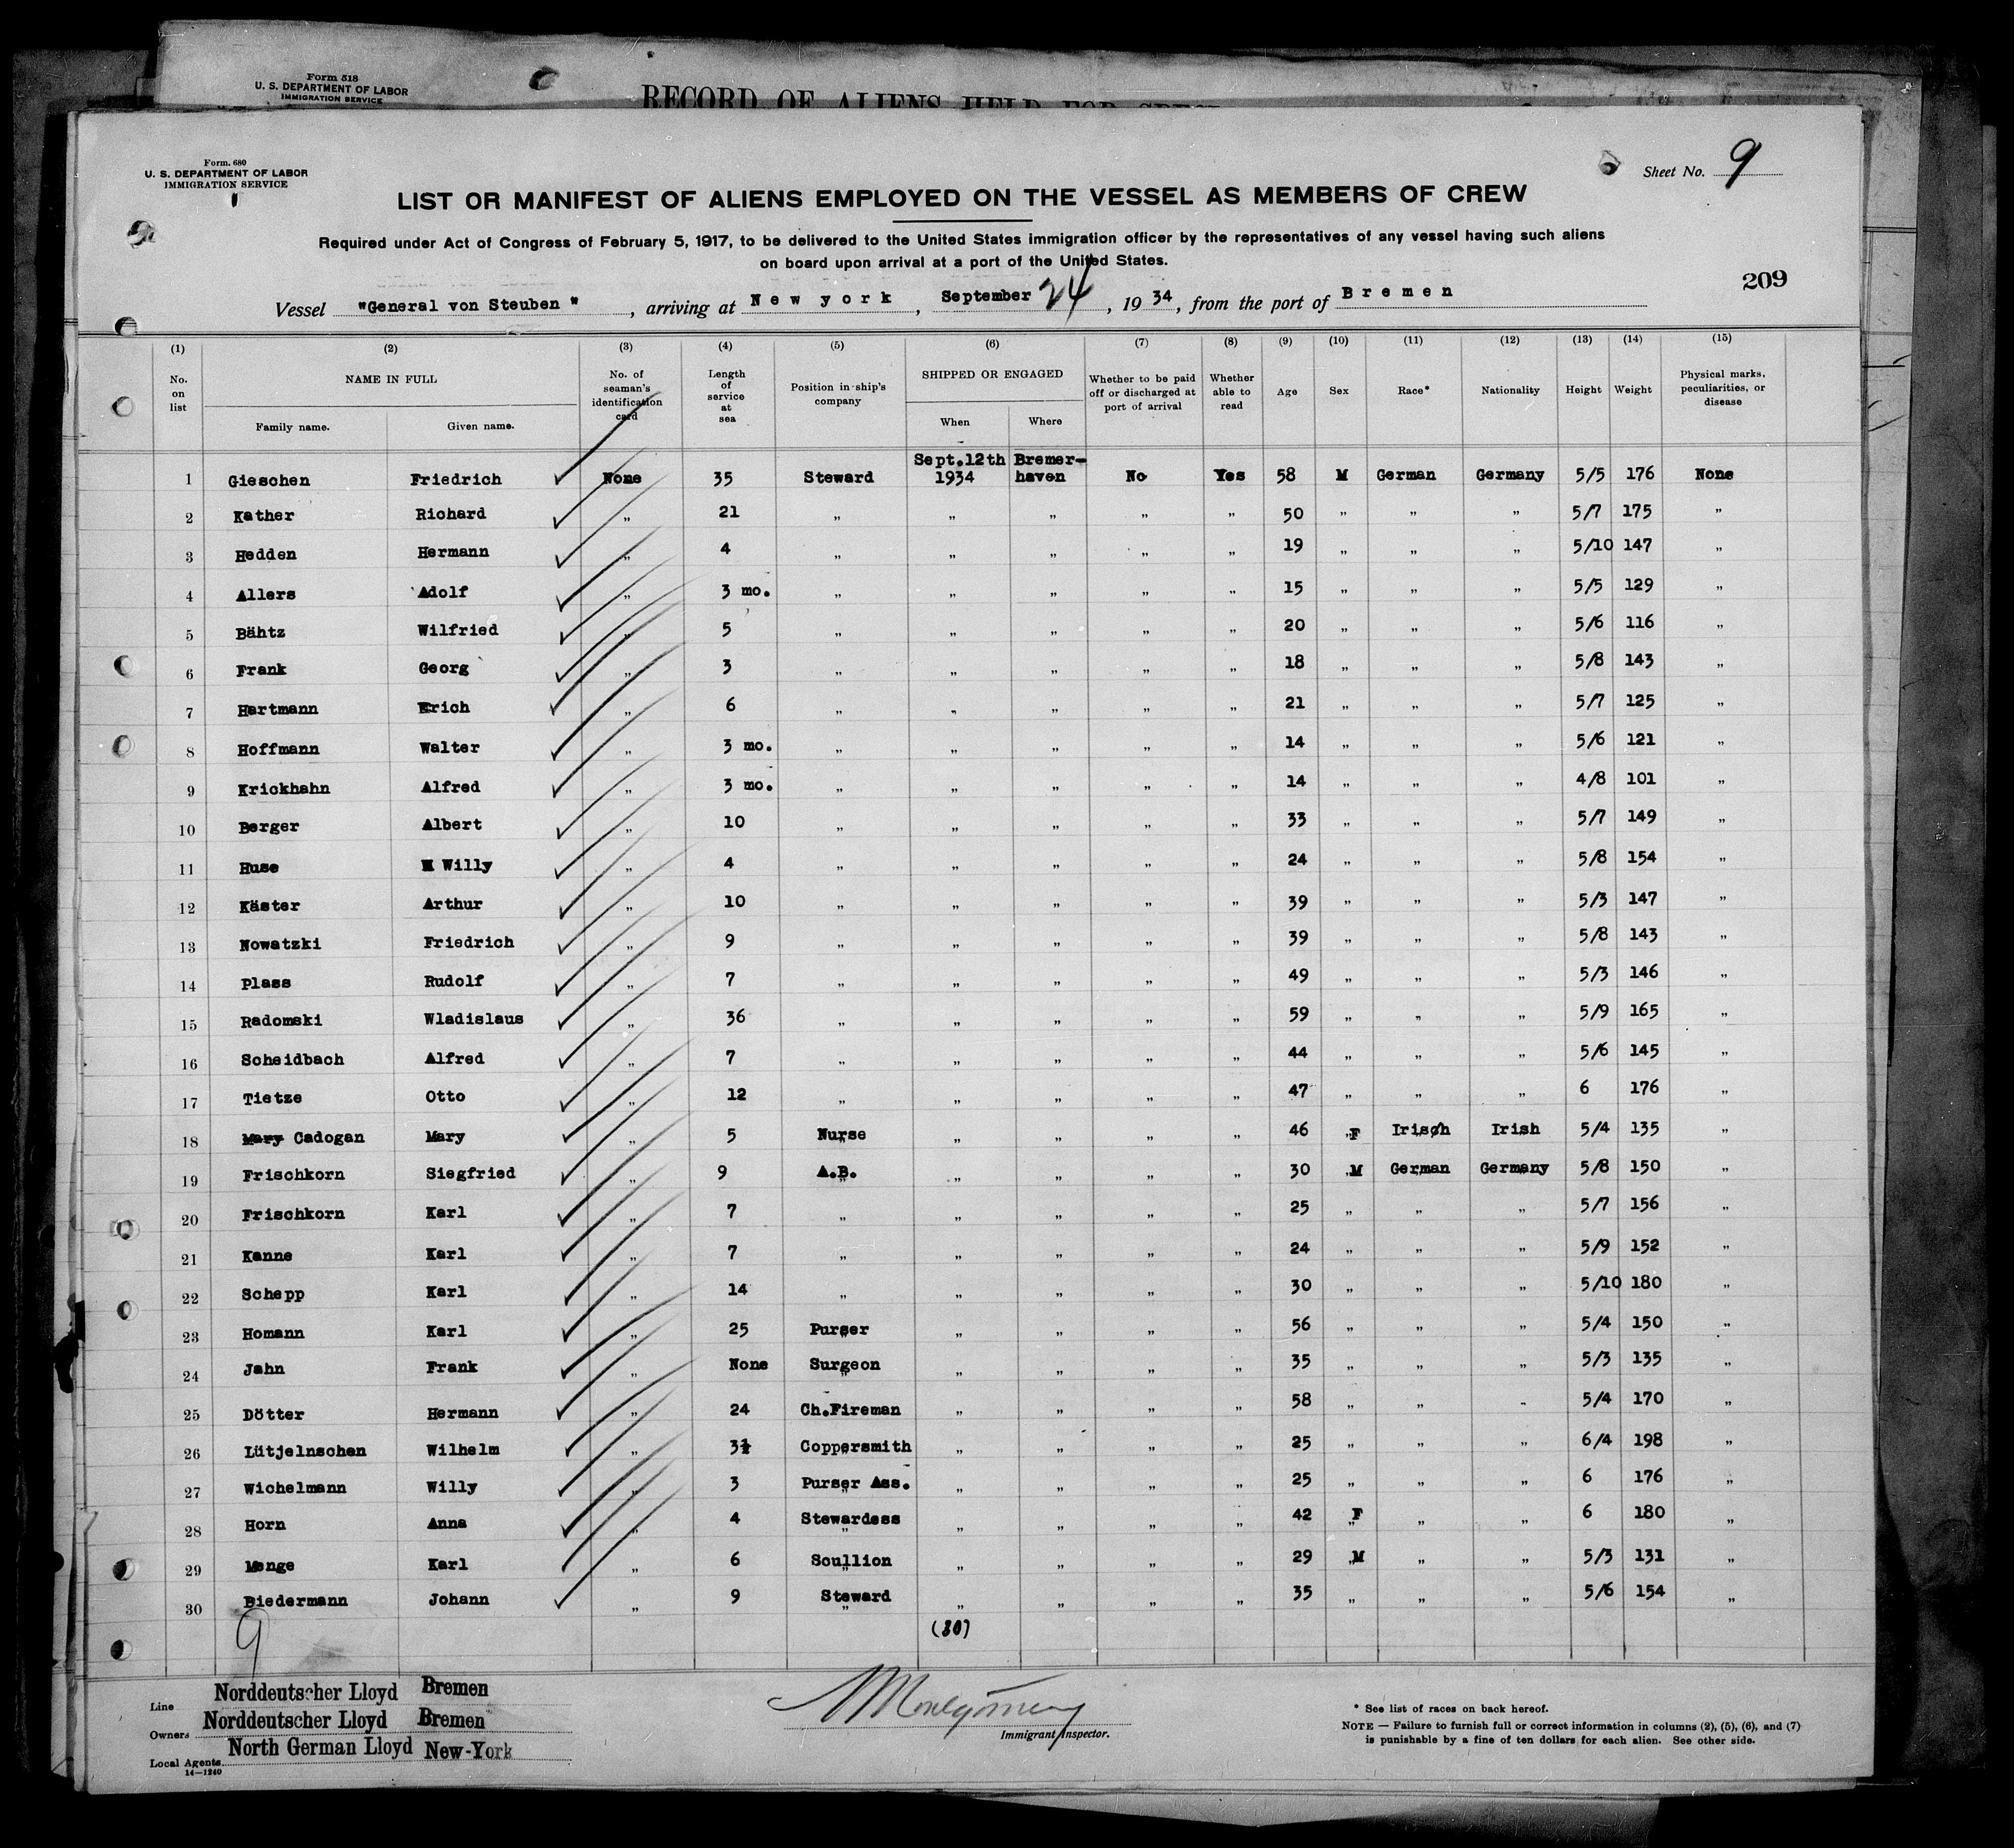 Form 518
U. S. DEPARTMENT OF LABOR
IMMIGRATION SERVICE
RECORD OF ALIENS HELD FOR
Form. 680
U. S. DEPARTMENT OF LABOR
IMMIGRATION SERVICE
Sheet No. 9
LIST OR MANIFEST OF ALIENS EMPLOYED ON THE VESSEL AS MEMBERS OF CREW
Required under Act of Congress of February 5, 1917, to be delivered to the United States immigration officer by the representatives of any vessel having such aliens
on board upon arrival at a port of the United States.
209
Vessel "General von Steuben", arriving at New york, September 24, 1934, from the port of Bremen
(1) (2) (3) (4) (5) (6) (7) (8) (9) (10) (11) (12) (13) (14) (15)
No. on list NAME IN FULL Family name. Given name. No. of seaman's identification card Length of service at sea Position in ship's company SHIPPED OR ENGAGED When Where Whether to be paid off or discharged at port of arrival Whether able to read Age Sex Race* Nationality Height Weight Physical marks, peculiarities, or disease
1 Gieschen Friedrich None 35 Steward Sept.12th 1934 Bremer-haven No Yes 58 M German Germany 5/5 176 None
2 Kather Richard „ 21 „ „ „ „ „ 50 „ „ „ 5/7 175 „
3 Hedden Hermann „ 4 „ „ „ „ „ 19 „ „ „ 5/10 147 „
4 Allers Adolf „ 3 mo. „ „ „ „ „ 15 „ „ „ 5/5 129 „
5 Bähtz Wilfried „ 5 „ „ „ „ „ 20 „ „ „ 5/6 116 „
6 Frank Georg „ 3 „ „ „ „ „ 18 „ „ „ 5/8 143 „
7 Hartmann Erich „ 6 „ „ „ „ „ 21 „ „ „ 5/7 125 „
8 Hoffmann Walter „ 3 mo. „ „ „ „ „ 14 „ „ „ 5/6 121 „
9 Krickhahn Alfred „ 3 mo. „ „ „ „ „ 14 „ „ „ 4/8 101 „
10 Berger Albert „ 10 „ „ „ „ „ 33 „ „ „ 5/7 149 „
11 Huse Willy „ 4 „ „ „ „ „ 24 „ „ „ 5/8 154 „
12 Käster Arthur „ 10 „ „ „ „ „ 39 „ „ „ 5/3 147 „
13 Nowatzki Friedrich „ 9 „ „ „ „ „ 39 „ „ „ 5/8 143 „
14 Plass Rudolf „ 7 „ „ „ „ „ 49 „ „ „ 5/3 146 „
15 Radomski Wladislaus „ 36 „ „ „ „ „ 59 „ „ „ 5/9 165 „
16 Scheidbach Alfred „ 7 „ „ „ „ „ 44 „ „ „ 5/6 145 „
17 Tietze Otto „ 12 „ „ „ „ „ 47 „ „ „ 6 176 „
18 Mary Cadogan Mary „ 5 Nurse „ „ „ „ 46 F Irisch Irish 5/4 135 „
19 Frischkorn Siegfried „ 9 A.B. „ „ „ „ 30 M German Germany 5/8 150 „
20 Frischkorn Karl „ 7 „ „ „ „ „ 25 „ „ „ 5/7 156 „
21 Kanne Karl „ 7 „ „ „ „ „ 24 „ „ „ 5/9 152 „
22 Schepp Karl „ 14 „ „ „ „ „ 30 „ „ „ 5/10 180 „
23 Homann Karl „ 25 Purser „ „ „ „ 56 „ „ „ 5/4 150 „
24 Jahn Frank „ None Surgeon „ „ „ „ 35 „ „ „ 5/3 135 „
25 Dötter Hermann „ 24 Ch.Fireman „ „ „ „ 58 „ „ „ 5/4 170 „
26 Lütjelnschen Wilhelm „ 3½ Coppersmith „ „ „ „ 25 „ „ „ 6/4 198 „
27 Wichelmann Willy „ 3 Purser Ass. „ „ „ „ 25 „ „ „ 6 176 „
28 Horn Anna „ 4 Stewardess „ „ „ „ 42 F „ „ 6 180 „
29 Menge Karl „ 6 Scullion „ „ „ „ 29 M „ „ 5/3 131 „
30 Biedermann Johann „ 9 Steward „ „ „ „ 35 „ „ „ 5/6 154 „
(30)
9
Line Norddeutscher Lloyd Bremen
Owners Norddeutscher Lloyd Bremen
Local Agents North German Lloyd New-York
14—1240
Montgomery
Immigrant Inspector.
* See list of races on back hereof.
NOTE — Failure to furnish full or correct information in columns (2), (5), (6), and (7)
is punishable by a fine of ten dollars for each alien. See other side.